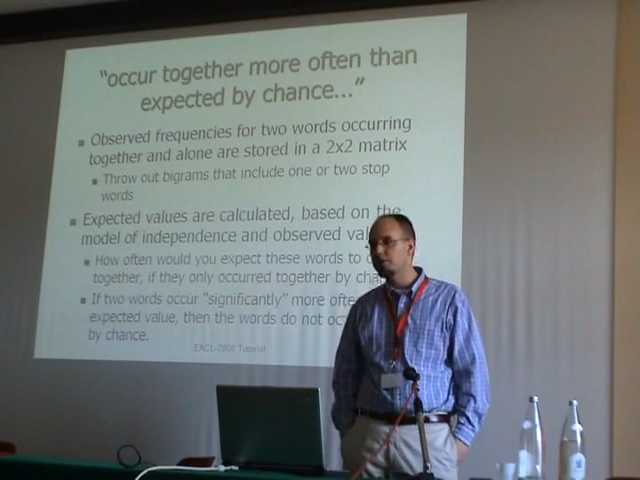 "occur together more often than
expected by chance..."
Observed frequencies for two words occurring
together and alone are stored in a 2x2 matrix
Throw out bigrams that include one or two stop
words
Expected values are calculated, based on the
model of independence and observed
How often would you expect these words to
together, if they only occurred together by
If two words occur "significantly" more
expected value, then the words do not
by chance.
EACL-2006 Tutorial